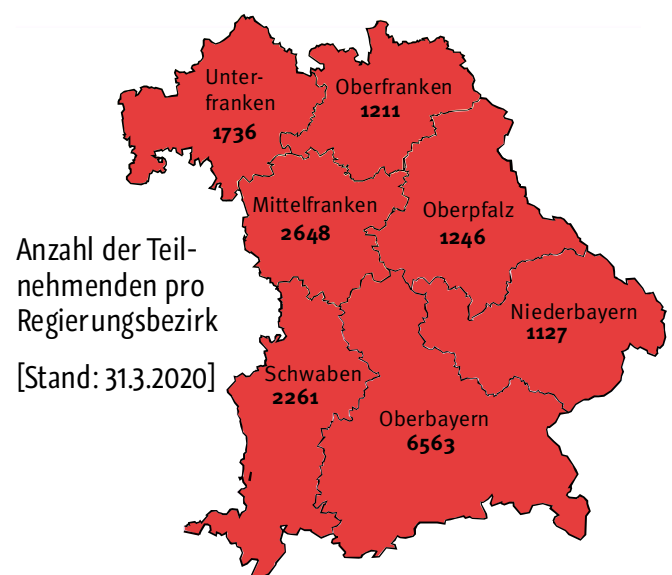 Unter-
franken
1736
Oberfranken
1211
Mittelfranken
2648
Oberpfalz
1246
Anzahl der Teil-
nehmenden pro
Regierungsbezirk
[Stand: 31.3.2020]
Niederbayern
1127
Schwaben
2261
Oberbayern
6563